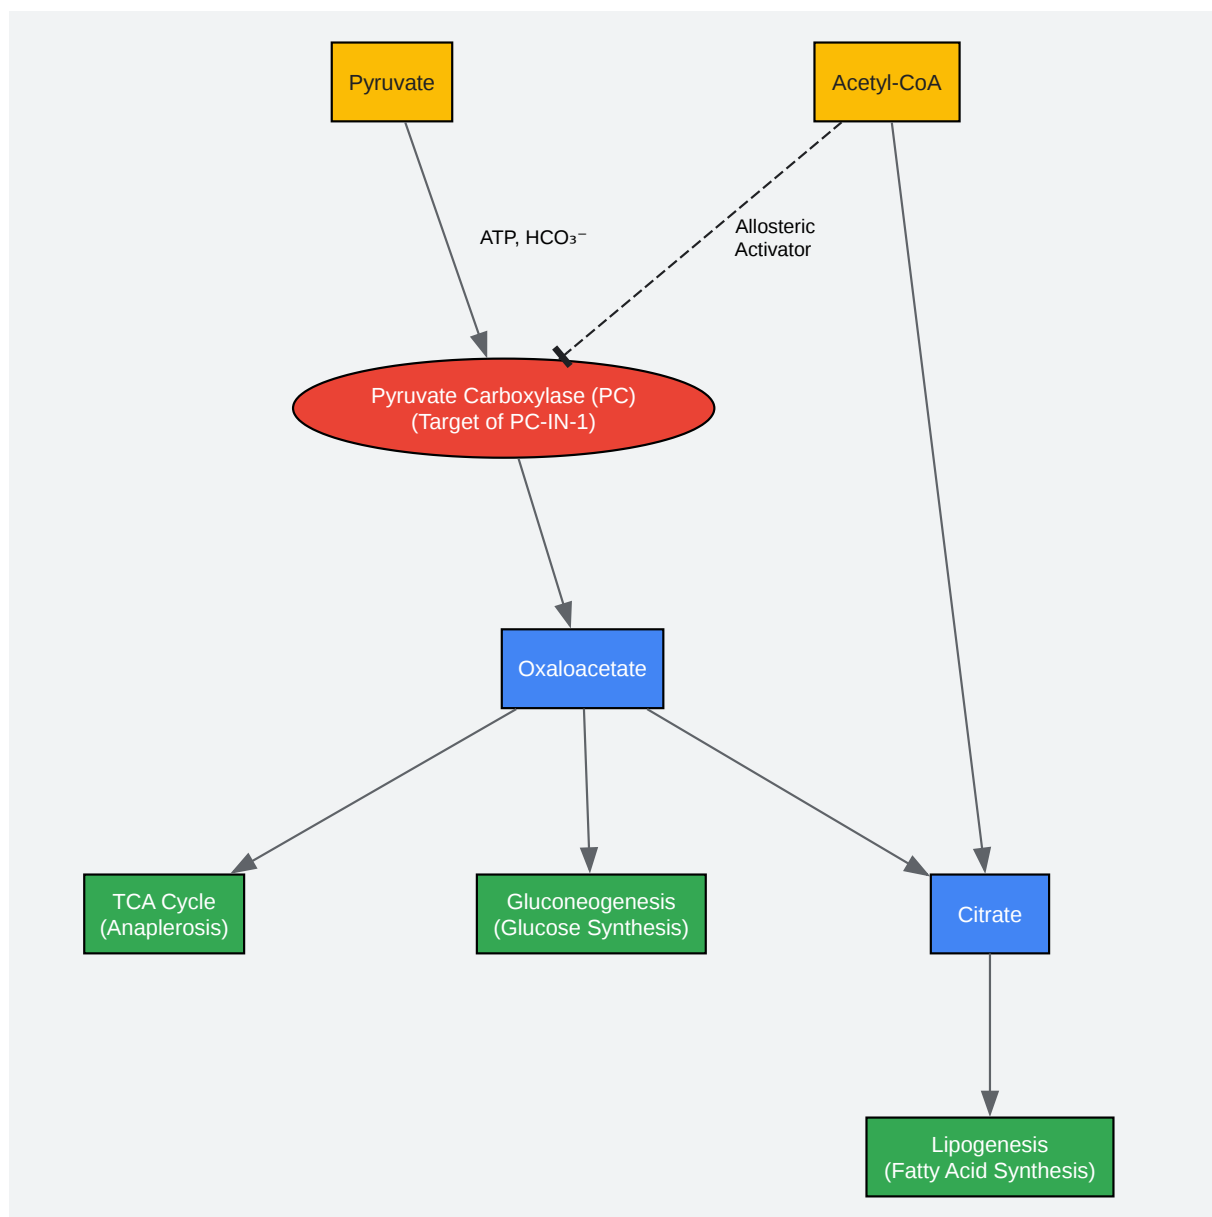 Pyruvate
Acetyl-CoA
ATP, HCO₃⁻
Allosteric
Activator
Pyruvate Carboxylase (PC)
(Target of PC-IN-1)
Oxaloacetate
TCA Cycle
(Anaplerosis)
Gluconeogenesis
(Glucose Synthesis)
Citrate
Lipogenesis
(Fatty Acid Synthesis)